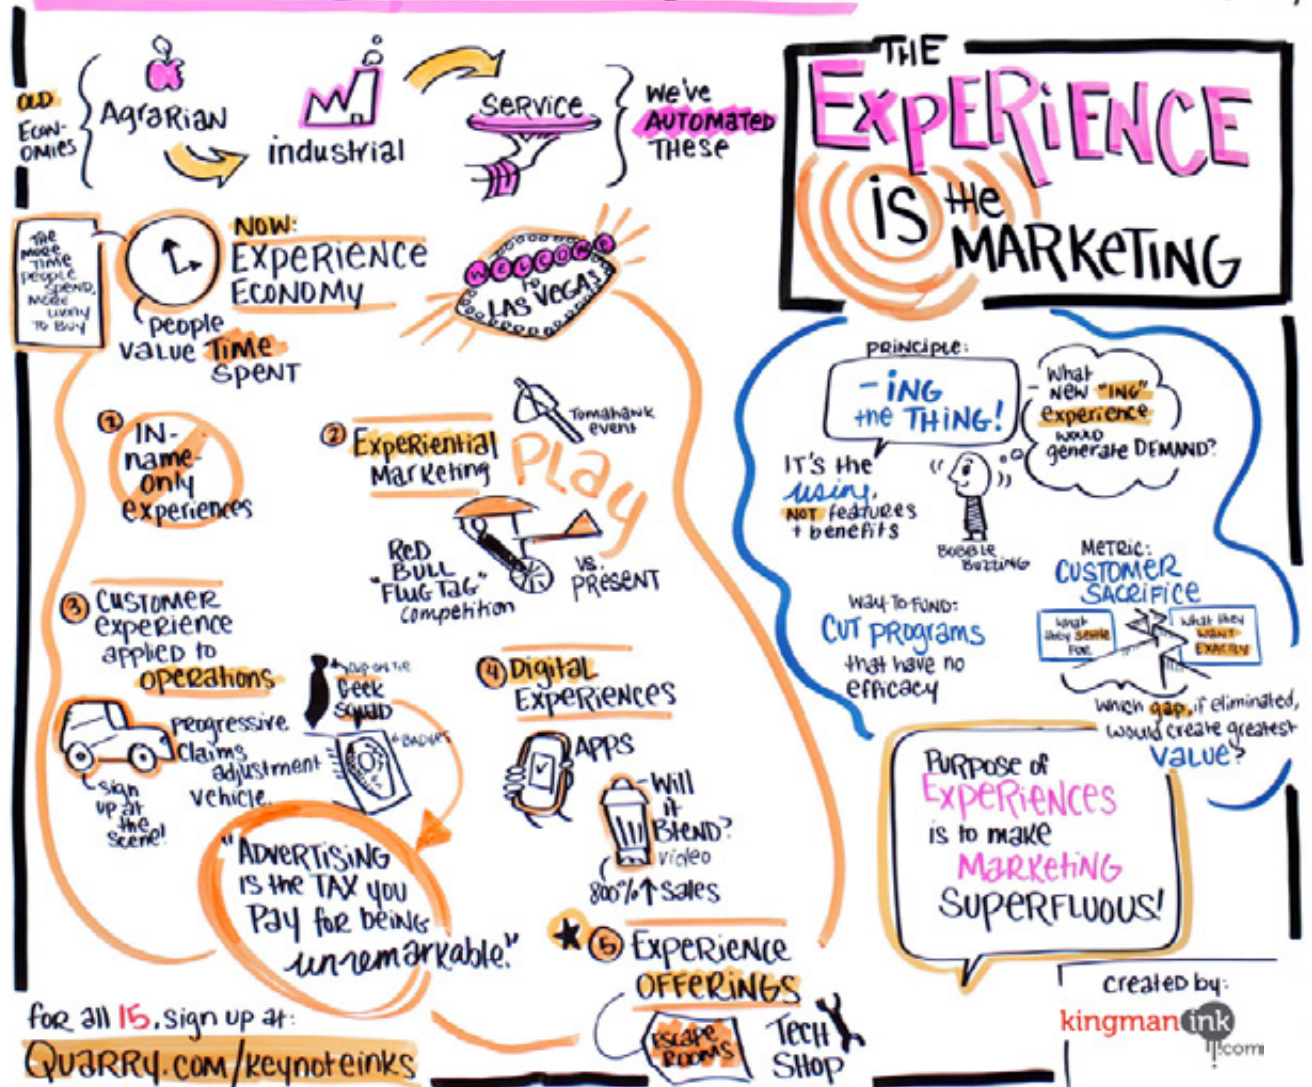 OLD
ECON-
OMIES
AgRARiAN
industrial
SERVICE
We've
AUTOMATED
THESE
THE
EXPERiENCE
iS the
MARKETING
THE
MORE
TIME
PEOPLE
SPEND,
MORE
LIKELY
TO BUY
NOW:
EXPERIENCE
ECONOMY
people
VALUE TIME
SPENT
WELCOME
TO
LAS VEGAS
① IN-
name-
only
experiences
② Experiential
Marketing
PLAY
Tomahawk
event
RED
BULL
"FLUGTAG"
competition
VS.
PRESENT
③ CUSTOMER
experience
applied to
OPERATIONS
Geek
SQUAD
BADGES
PROGRESSIVE
Claims
adjustment
vehicle.
sign
up at
the
scene!
④ Digital
EXPERIENCES
APPS
Will
it
BLEND?
video
800% ↑ Sales
"ADVERTISING
IS the TAX you
Pay for being
unremarkable."
⑤ EXPERIENCE
OFFERINGS
ESCAPE
ROOMS
TECH
SHOP
PRINCIPLE:
-ING
the THING!
What
NEW "ING"
experience
would
generate DEMAND?
IT'S the
using,
NOT features
+ benefits
BOBBLE
BUZZING
METRIC:
CUSTOMER
SACRIFICE
What
they SETTLE
FOR
What they
WANT
EXACTLY
Which gap, if eliminated,
would create greatest
VALUE?
WAY-TO-FUND:
CUT PROGRAMS
that have no
efficacy
PURPOSE of
EXPERIENCES
is to make
MARKETING
SUPERFLUOUS!
for all 15, sign up at:
QUARRY.COM/keynoteinks
created by:
kingman ink
.com